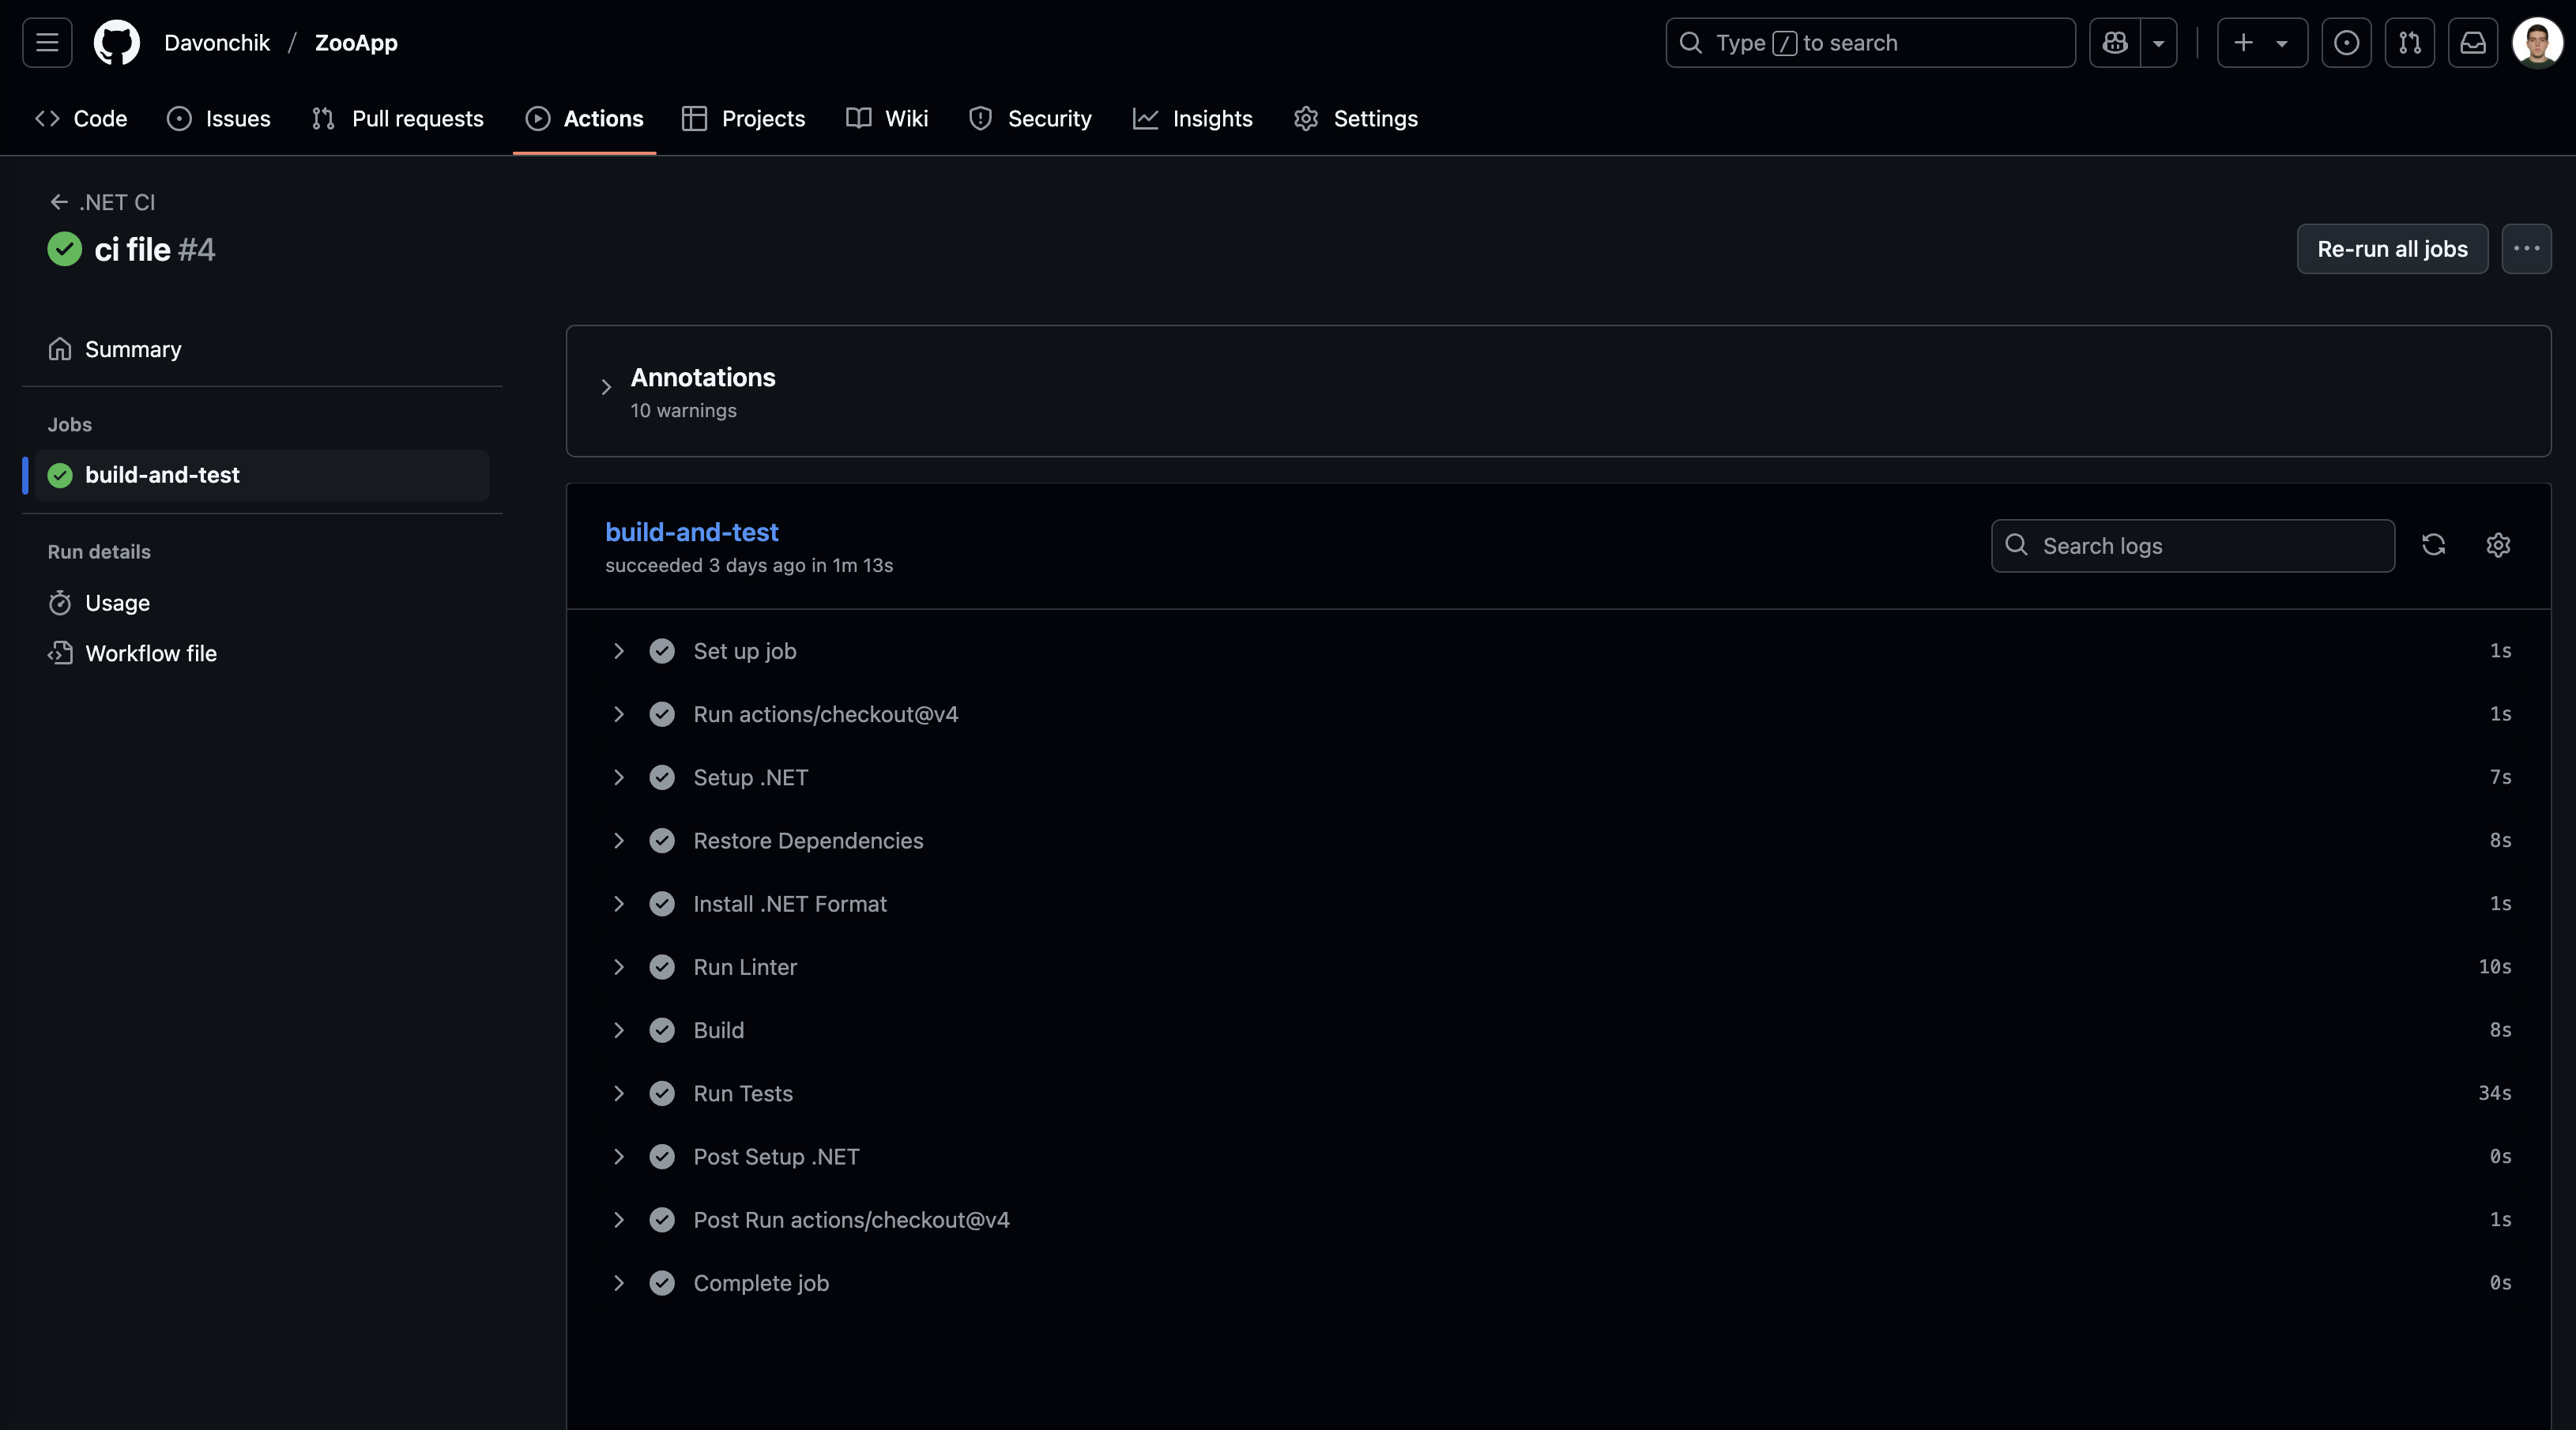 Davonchik / ZooApp
Type / to search
Code
Issues
Pull requests
Actions
Projects
Wiki
Security
Insights
Settings
← .NET CI
ci file #4
Re-run all jobs
Summary
Jobs
build-and-test
Run details
Usage
Workflow file
Annotations
10 warnings
build-and-test
succeeded 3 days ago in 1m 13s
Search logs
Set up job 1s
Run actions/checkout@v4 1s
Setup .NET 7s
Restore Dependencies 8s
Install .NET Format 1s
Run Linter 10s
Build 8s
Run Tests 34s
Post Setup .NET 0s
Post Run actions/checkout@v4 1s
Complete job 0s